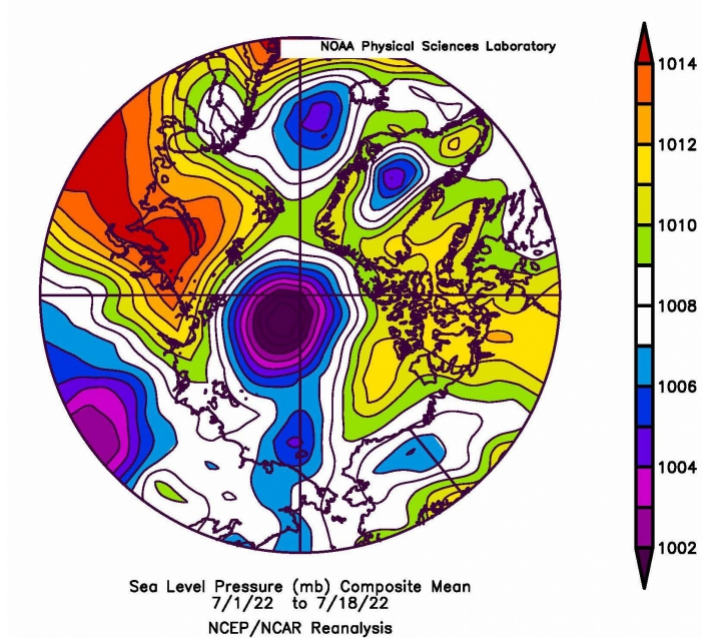 NOAA Physical Sciences Laboratory
1014
1012
1010
1008
1006
1004
1002
Sea Level Pressure (mb) Composite Mean
7/1/22 to 7/18/22
NCEP/NCAR Reanalysis